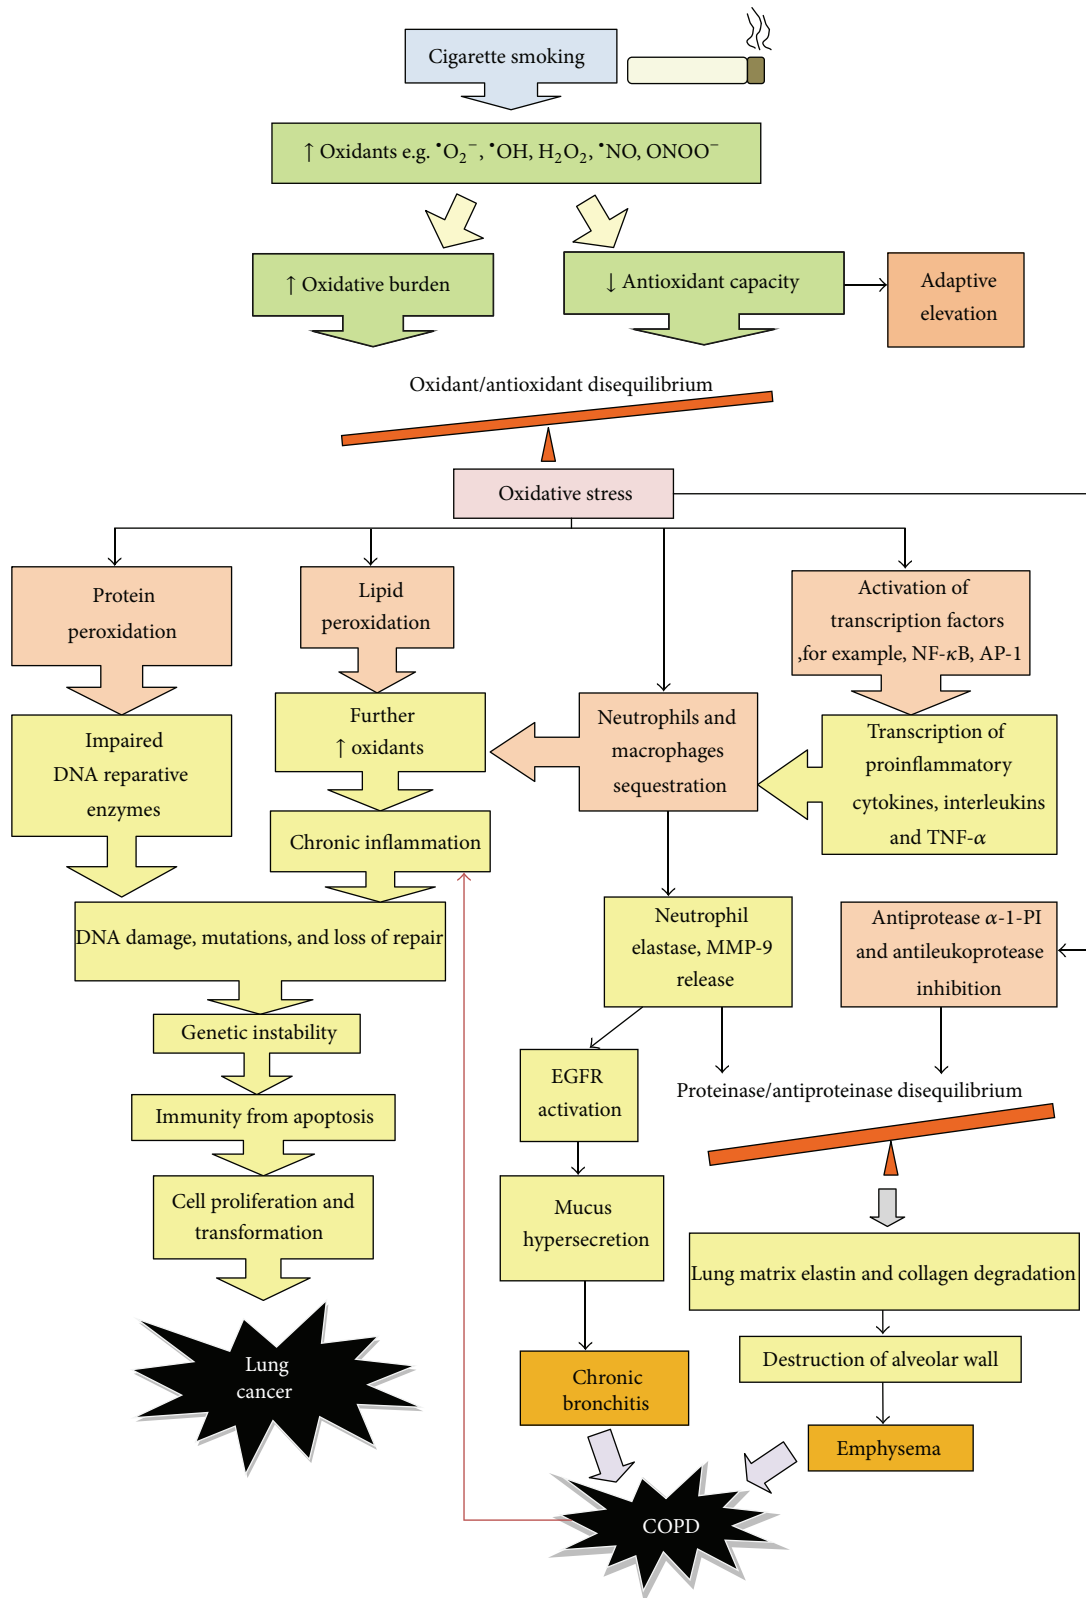 Cigarette smoking
↑ Oxidants e.g. •O₂⁻, •OH, H₂O₂, •NO, ONOO⁻
↑ Oxidative burden
↓ Antioxidant capacity
Adaptive
elevation
Oxidant/antioxidant disequilibrium
Oxidative stress
Protein
peroxidation
Lipid
peroxidation
Activation of
transcription factors
,for example, NF-κB, AP-1
Impaired
DNA reparative
enzymes
Further
↑ oxidants
Neutrophils and
macrophages
sequestration
Transcription of
proinflammatory
cytokines, interleukins
and TNF-α
Chronic inflammation
DNA damage, mutations, and loss of repair
Neutrophil
elastase, MMP-9
release
Antiprotease α-1-PI
and antileukoprotease
inhibition
Genetic instability
EGFR
activation
Proteinase/antiproteinase disequilibrium
Immunity from apoptosis
Cell proliferation and
transformation
Mucus
hypersecretion
Lung matrix elastin and collagen degradation
Lung
cancer
Chronic
bronchitis
Destruction of alveolar wall
Emphysema
COPD